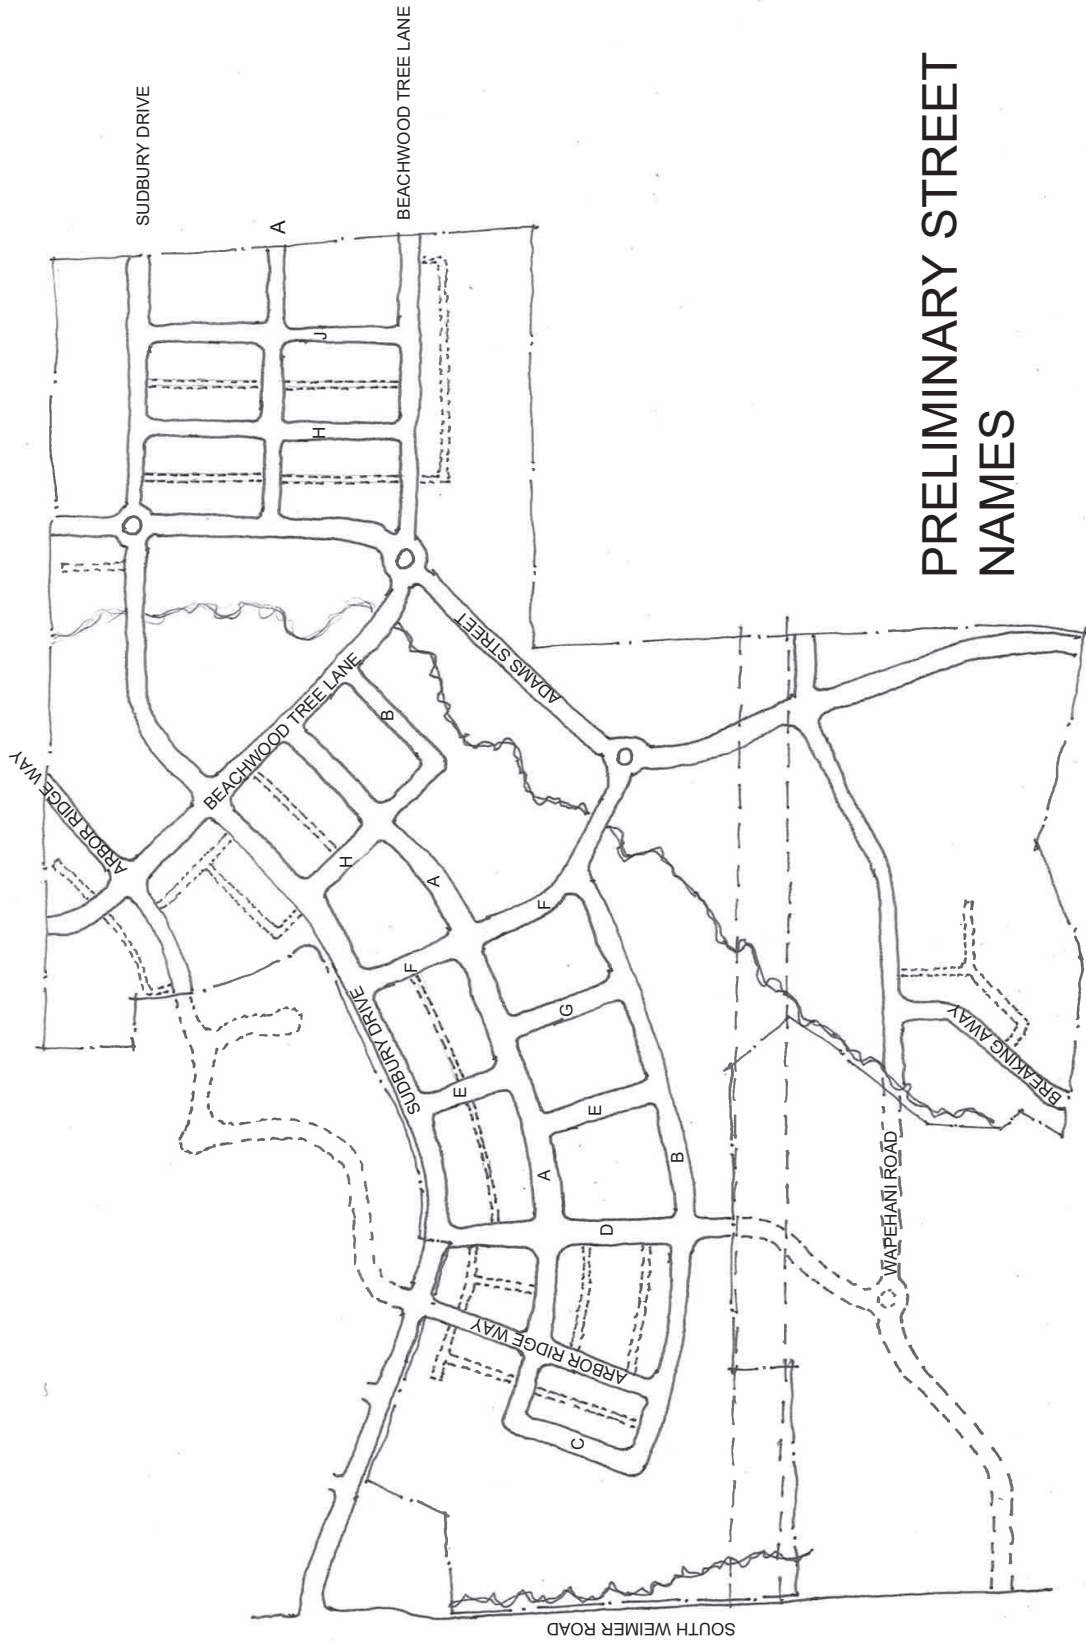 SUDBURY DRIVE
A
BEACHWOOD TREE LANE
J
H
ARBOR RIDGE WAY
BEACHWOOD TREE LANE
ADAMS STREET
B
H
A
F
F
SUDBURY DRIVE
G
E
E
A
B
D
ARBOR RIDGE WAY
C
BREAKING AWAY
WAPEHANI ROAD
SOUTH WEIMER ROAD
PRELIMINARY STREET
NAMES